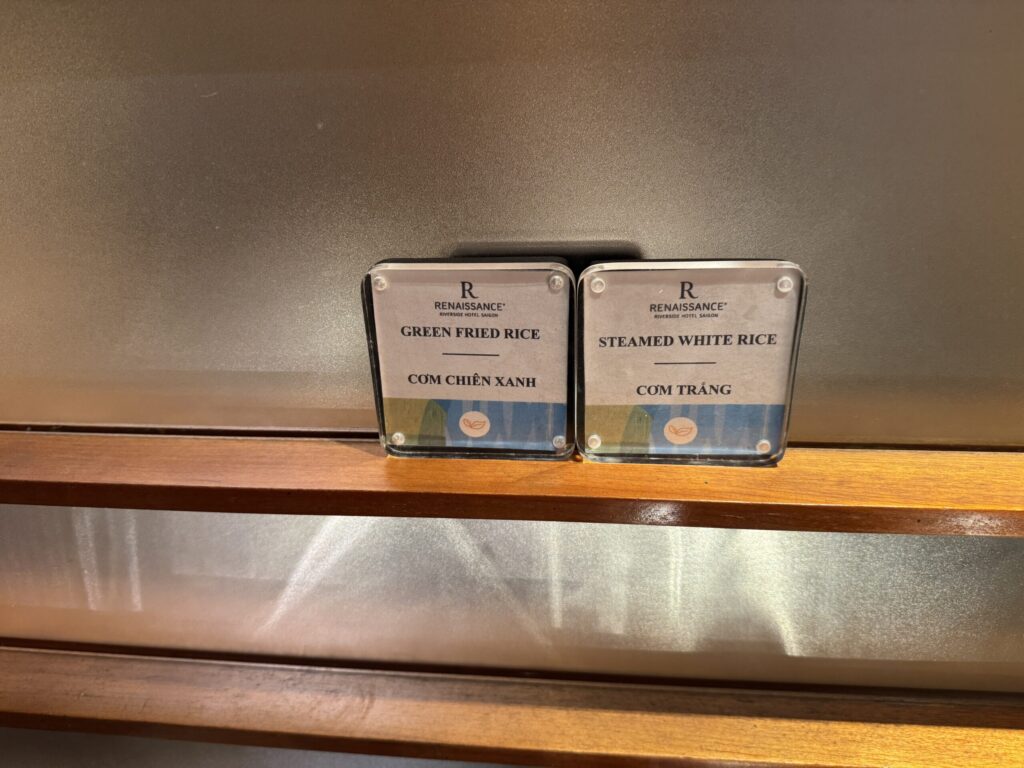 R
RENAISSANCE®
RIVERSIDE HOTEL SAIGON
GREEN FRIED RICE
CƠM CHIÊN XANH
R
RENAISSANCE®
RIVERSIDE HOTEL SAIGON
STEAMED WHITE RICE
CƠM TRẮNG